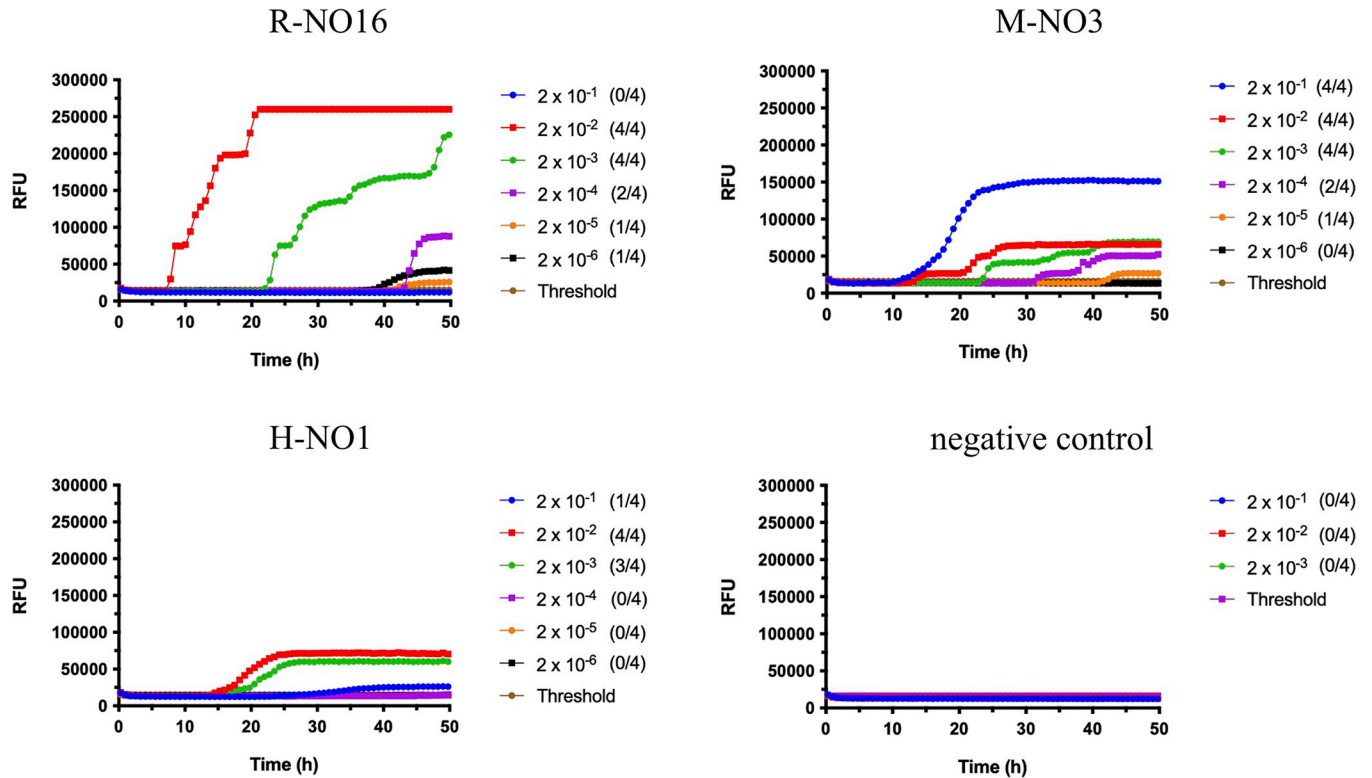 R-NO16
300000
250000
200000
150000
100000
50000
0
RFU
0 10 20 30 40 50
Time (h)
2 x 10⁻¹ (0/4)
2 x 10⁻² (4/4)
2 x 10⁻³ (4/4)
2 x 10⁻⁴ (2/4)
2 x 10⁻⁵ (1/4)
2 x 10⁻⁶ (1/4)
Threshold
M-NO3
300000
250000
200000
150000
100000
50000
0
RFU
0 10 20 30 40 50
Time (h)
2 x 10⁻¹ (4/4)
2 x 10⁻² (4/4)
2 x 10⁻³ (4/4)
2 x 10⁻⁴ (2/4)
2 x 10⁻⁵ (1/4)
2 x 10⁻⁶ (0/4)
Threshold
H-NO1
300000
250000
200000
150000
100000
50000
0
RFU
0 10 20 30 40 50
Time (h)
2 x 10⁻¹ (1/4)
2 x 10⁻² (4/4)
2 x 10⁻³ (3/4)
2 x 10⁻⁴ (0/4)
2 x 10⁻⁵ (0/4)
2 x 10⁻⁶ (0/4)
Threshold
negative control
300000
250000
200000
150000
100000
50000
0
RFU
0 10 20 30 40 50
Time (h)
2 x 10⁻¹ (0/4)
2 x 10⁻² (0/4)
2 x 10⁻³ (0/4)
Threshold